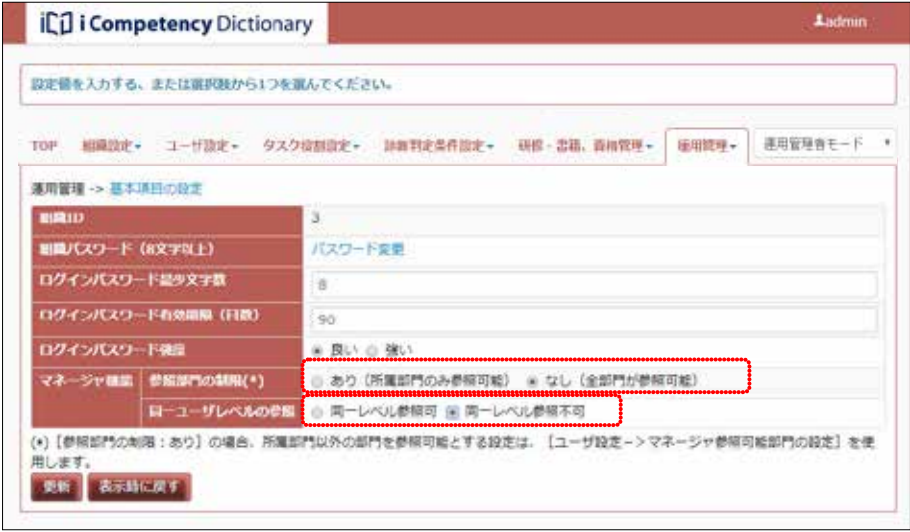 i Competency Dictionary
admin
設定値を入力する、または選択肢から1つを選んでください。
TOP 組織設定 ユーザ設定 タスク役割設定 診断判定条件設定 研修・書籍、資格管理 運用管理 運用管理者モード
運用管理 -> 基本項目の設定
組織ID 3
組織パスワード（8文字以上） パスワード変更
ログインパスワード最少文字数 8
ログインパスワード有効期限（日数） 90
ログインパスワード強度 良い 強い
マネージャ機能 参照部門の制限(*) あり（所属部門のみ参照可能） なし（全部門が参照可能）
同一ユーザレベルの参照 同一レベル参照可 同一レベル参照不可
(*)［参照部門の制限：あり］の場合、所属部門以外の部門を参照可能とする設定は、［ユーザ設定－>マネージャ参照可能部門の設定］を使
用します。
更新 表示時に戻す